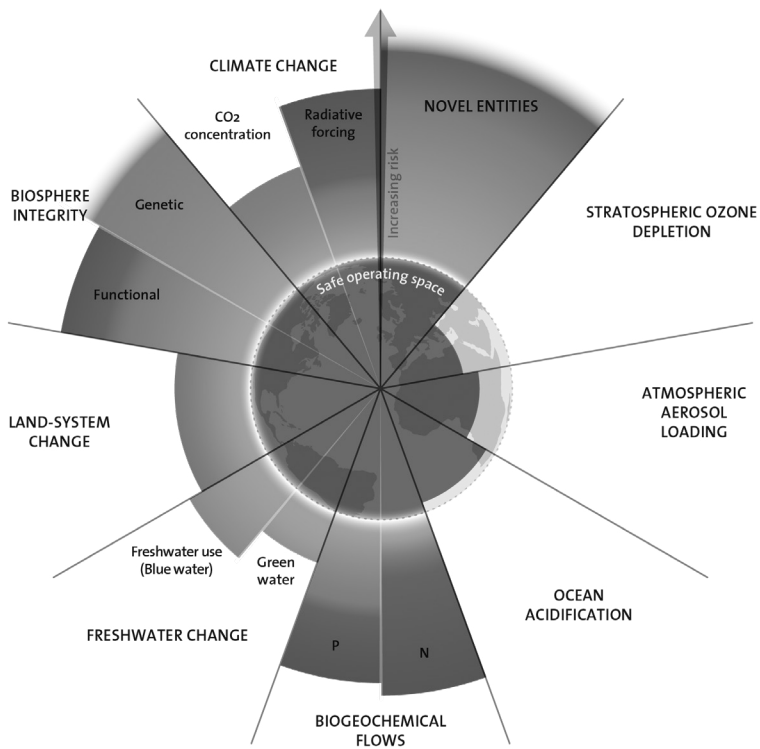 CLIMATE CHANGE
CO2
concentration
Radiative
forcing
NOVEL ENTITIES
Increasing risk
BIOSPHERE
INTEGRITY
Genetic
Functional
STRATOSPHERIC OZONE
DEPLETION
Safe operating space
LAND-SYSTEM
CHANGE
ATMOSPHERIC
AEROSOL
LOADING
Freshwater use
(Blue water)
Green
water
FRESHWATER CHANGE
OCEAN
ACIDIFICATION
P
N
BIOGEOCHEMICAL
FLOWS